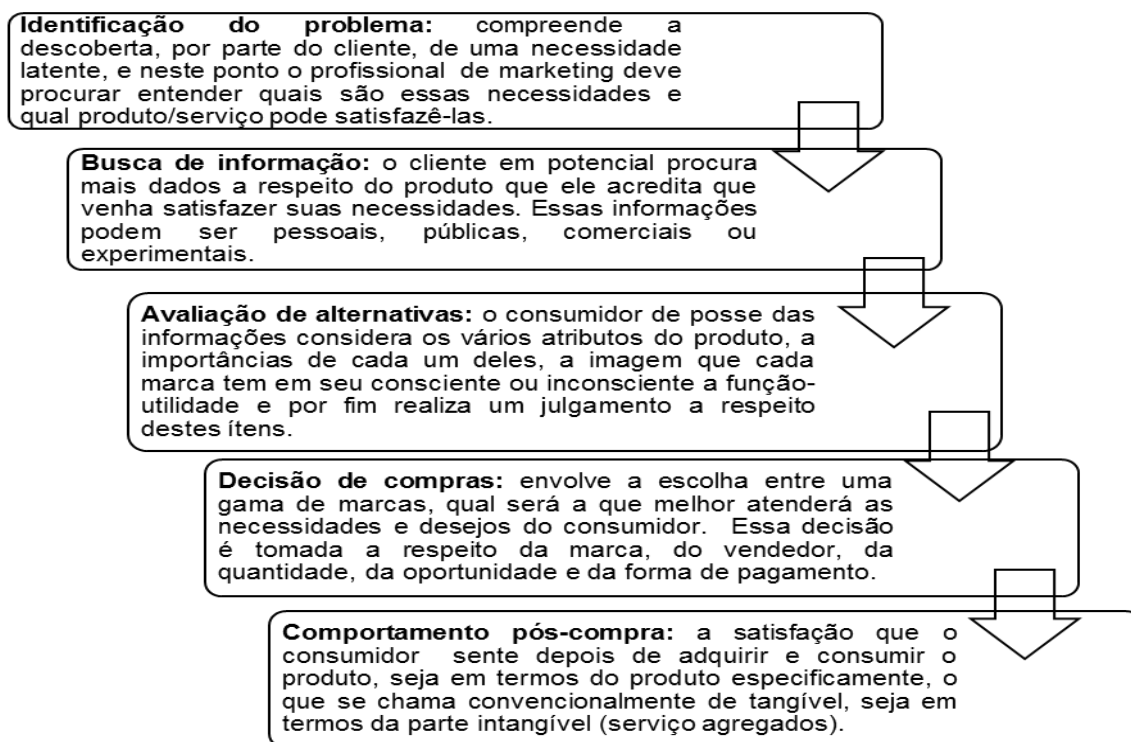 Identificação do problema: compreende a
descoberta, por parte do cliente, de uma necessidade
latente, e neste ponto o profissional de marketing deve
procurar entender quais são essas necessidades e
qual produto/serviço pode satisfazê-las.
Busca de informação: o cliente em potencial procura
mais dados a respeito do produto que ele acredita que
venha satisfazer suas necessidades. Essas informações
podem ser pessoais, públicas, comerciais ou
experimentais.
Avaliação de alternativas: o consumidor de posse das
informações considera os vários atributos do produto, a
importâncias de cada um deles, a imagem que cada
marca tem em seu consciente ou inconsciente a função-
utilidade e por fim realiza um julgamento a respeito
destes ítens.
Decisão de compras: envolve a escolha entre uma
gama de marcas, qual será a que melhor atenderá as
necessidades e desejos do consumidor. Essa decisão
é tomada a respeito da marca, do vendedor, da
quantidade, da oportunidade e da forma de pagamento.
Comportamento pós-compra: a satisfação que o
consumidor sente depois de adquirir e consumir o
produto, seja em termos do produto especificamente, o
que se chama convencionalmente de tangível, seja em
termos da parte intangível (serviço agregados).